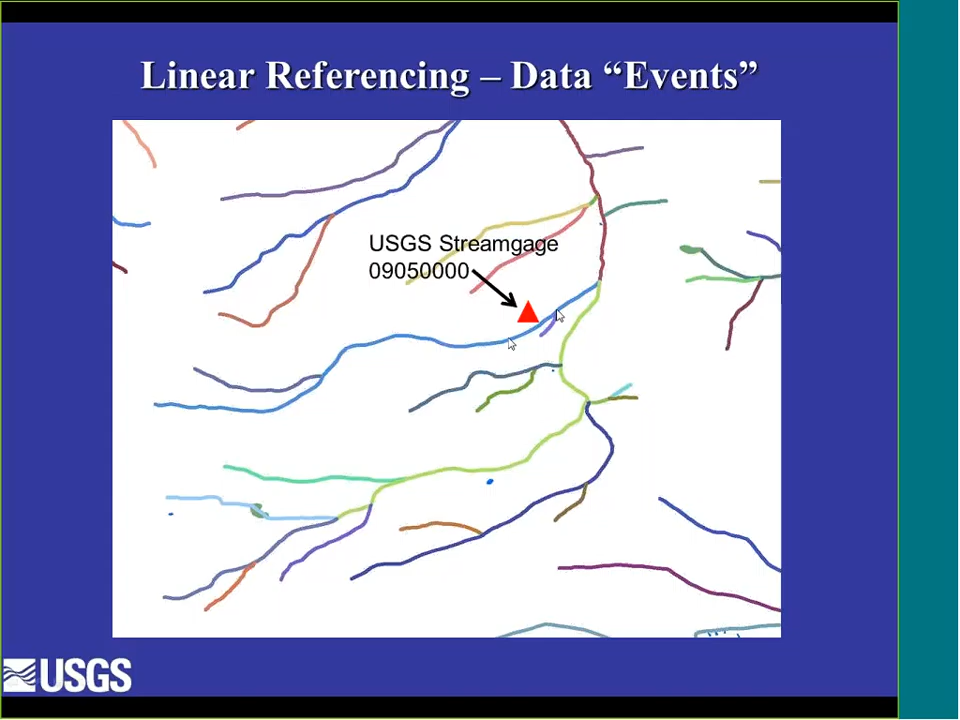 Linear Referencing – Data “Events”
USGS Streamgage
09050000
USGS